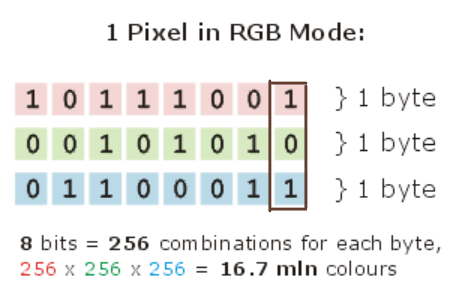 1 Pixel in RGB Mode:
1 0 1 1 1 0 0 1 } 1 byte
0 0 1 0 1 0 1 0 } 1 byte
0 1 1 0 0 0 1 1 } 1 byte
8 bits = 256 combinations for each byte,
256 x 256 x 256 = 16.7 mln colours